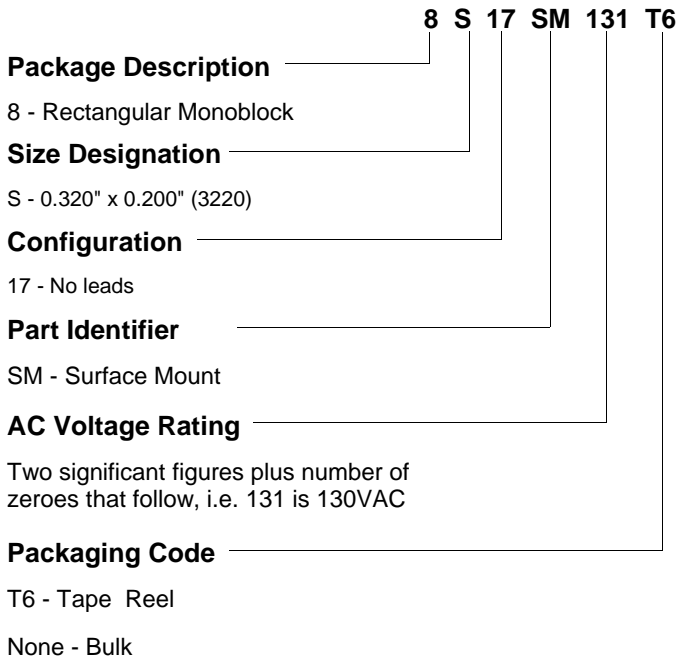 8 S 17 SM 131 T6
Package Description
8 - Rectangular Monoblock
Size Designation
S - 0.320" x 0.200" (3220)
Configuration
17 - No leads
Part Identifier
SM - Surface Mount
AC Voltage Rating
Two significant figures plus number of
zeroes that follow, i.e. 131 is 130VAC
Packaging Code
T6 - Tape Reel
None - Bulk